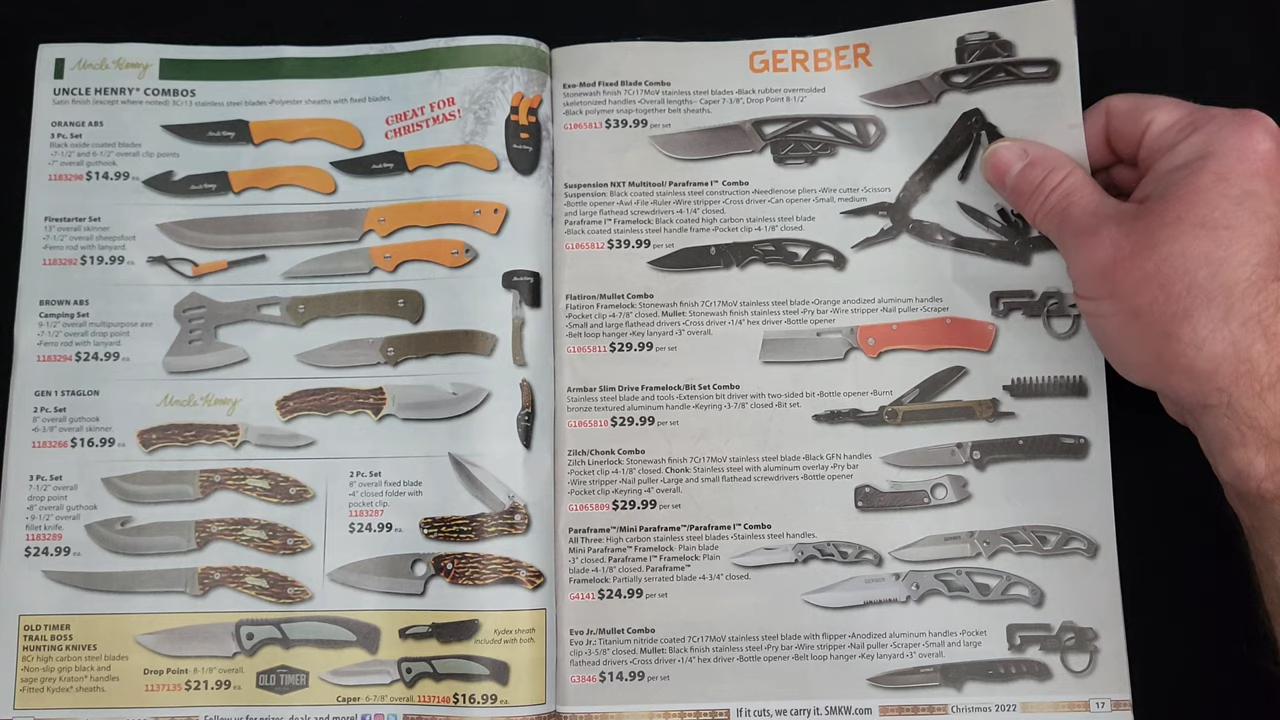 Uncle Henry
UNCLE HENRY® COMBOS
Satin finish (except where noted) 3Cr13 stainless steel blades •Polyester sheaths with fixed blades.
GREAT FOR
CHRISTMAS!
ORANGE ABS
3 Pc. Set
Black oxide coated blades
•7-1/2" and 6-1/2" overall clip points
•7" overall guthook.
1183290 $14.99 ea.
Firestarter Set
13" overall skinner
•7-1/2" overall sheepsfoot
•Ferro rod with lanyard.
1183292 $19.99 ea.
BROWN ABS
Camping Set
9-1/2" overall multipurpose axe
•7-1/2" overall drop point
•Ferro rod with lanyard.
1183294 $24.99 ea.
GEN 1 STAGLON
Uncle Henry
2 Pc. Set
8" overall guthook
•6-3/8" overall skinner.
1183266 $16.99 ea.
3 Pc. Set
7-1/2" overall
drop point
•8" overall guthook
•9-1/2" overall
fillet knife.
1183289
$24.99 ea.
2 Pc. Set
8" overall fixed blade
•4" closed folder with
pocket clip.
1183287
$24.99 ea.
OLD TIMER
TRAIL BOSS
HUNTING KNIVES
8Cr high carbon steel blades
•Non-slip grip black and
sage grey Kraton® handles
•Fitted Kydex® sheaths.
Kydex sheath
included with both.
Drop Point- 8-1/8" overall.
1137135 $21.99 ea.
OLD TIMER
Caper- 6-7/8" overall. 1137140 $16.99 ea.
Follow us for prizes, deals and more!
GERBER
Exo-Mod Fixed Blade Combo
Stonewash finish 7Cr17MoV stainless steel blades •Black rubber overmolded
skeletonized handles •Overall lengths– Caper 7-3/8", Drop Point 8-1/2"
•Black polymer snap-together belt sheaths.
G1065813 $39.99 per set
Suspension NXT Multitool/ Paraframe I™ Combo
Suspension: Black coated stainless steel construction •Needlenose pliers •Wire cutter •Scissors
•Bottle opener •Awl •File •Ruler •Wire stripper •Cross driver •Can opener •Small, medium
and large flathead screwdrivers •4-1/4" closed.
Paraframe I™ Framelock: Black coated high carbon stainless steel blade
•Black coated stainless steel handle frame •Pocket clip •4-1/8" closed.
G1065812 $39.99 per set
Flatiron/Mullet Combo
Flatiron Framelock: Stonewash finish 7Cr17MoV stainless steel blade •Orange anodized aluminum handles
•Pocket clip •4-7/8" closed. Mullet: Stonewash finish stainless steel •Pry bar •Wire stripper •Nail puller •Scraper
•Small and large flathead drivers •Cross driver •1/4" hex driver •Bottle opener
•Belt loop hanger •Key lanyard •3" overall.
G1065811 $29.99 per set
Armbar Slim Drive Framelock/Bit Set Combo
Stainless steel blade and tools •Extension bit driver with two-sided bit •Bottle opener •Burnt
bronze textured aluminum handle •Keyring •3-7/8" closed •Bit set.
G1065810 $29.99 per set
Zilch/Chonk Combo
Zilch Linerlock: Stonewash finish 7Cr17MoV stainless steel blade •Black GFN handles
•Pocket clip •4-1/8" closed. Chonk: Stainless steel with aluminum overlay •Pry bar
•Wire stripper •Nail puller •Large and small flathead screwdrivers •Bottle opener
•Pocket clip •Keyring •4" overall.
G1065809 $29.99 per set
Paraframe™/Mini Paraframe™/Paraframe I™ Combo
All Three: High carbon stainless steel blades •Stainless steel handles.
Mini Paraframe™ Framelock- Plain blade
•3" closed. Paraframe I™ Framelock: Plain
blade •4-1/8" closed. Paraframe™
Framelock: Partially serrated blade •4-3/4" closed.
G4141 $24.99 per set
Evo Jr./Mullet Combo
Evo Jr.: Titanium nitride coated 7Cr17MoV stainless steel blade with flipper •Anodized aluminum handles •Pocket
clip •3-5/8" closed. Mullet: Black finish stainless steel •Pry bar •Wire stripper •Nail puller •Scraper •Small and large
flathead drivers •Cross driver •1/4" hex driver •Bottle opener •Belt loop hanger •Key lanyard •3" overall.
G3846 $14.99 per set
If it cuts, we carry it. SMKW.com
Christmas 2022
17